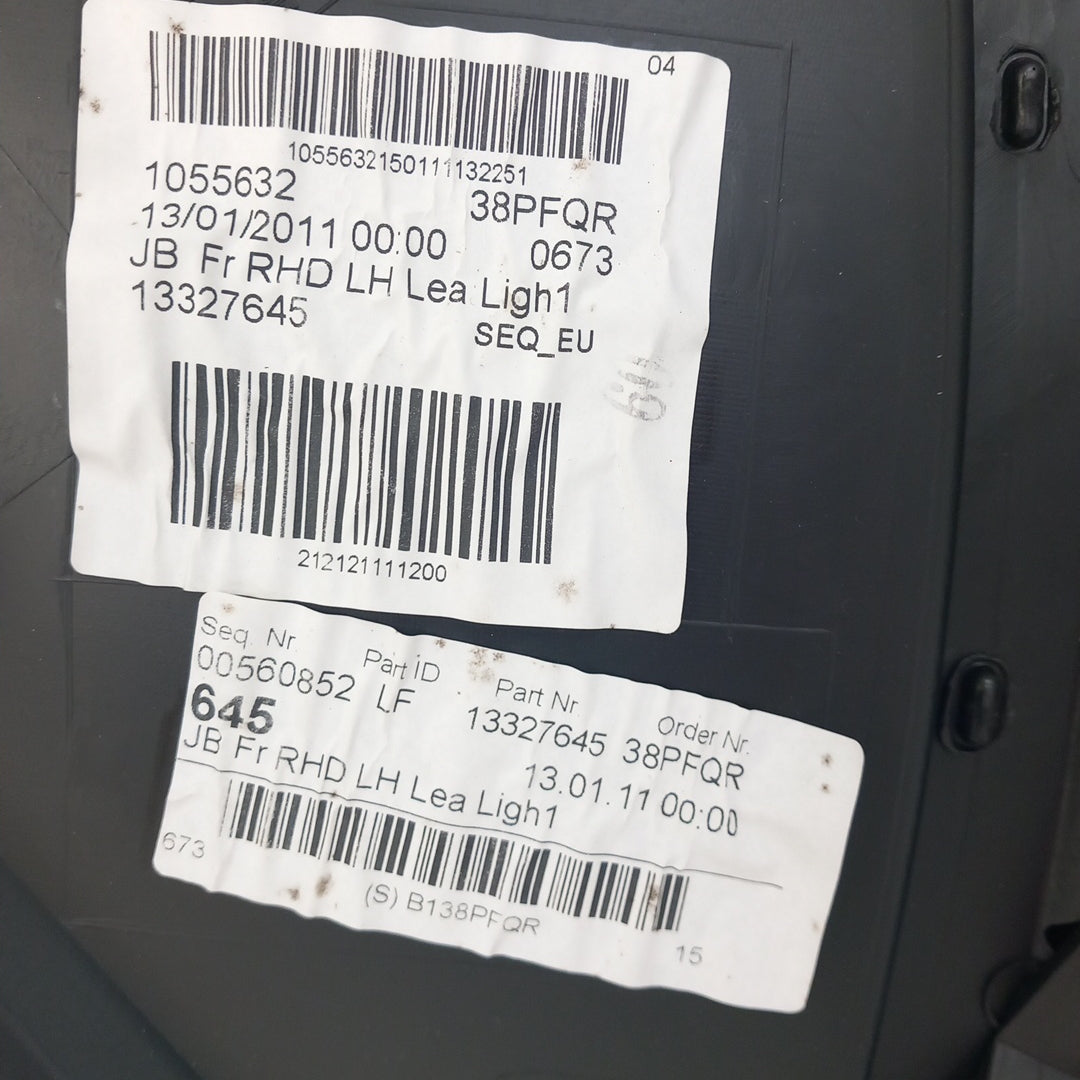 04
1055632150111132251
1055632 38PFQR
13/01/2011 00:00 0673
JB Fr RHD LH Lea Ligh1
13327645 SEQ_EU
212121111200
Seq. Nr. Part ID Part Nr. Order Nr.
00560852 LF 13327645 38PFQR
645 13.01.11 00:00
JB Fr RHD LH Lea Ligh1
673
(S) B138PFQR
15